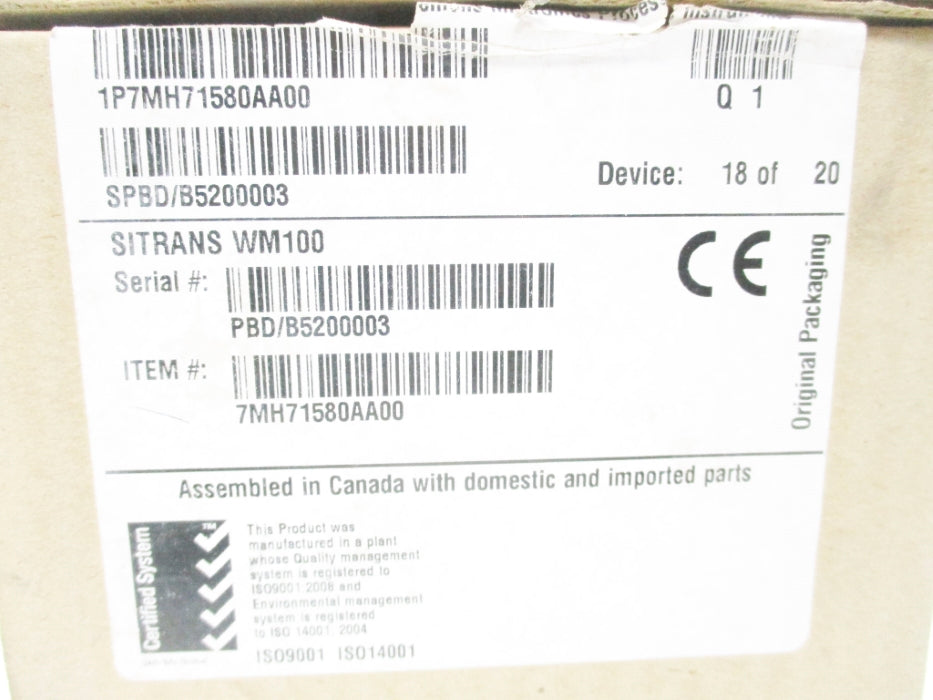 1P7MH71580AA00
Q 1
SPBD/B5200003
Device: 18 of 20
SITRANS WM100
CE
Serial #:
PBD/B5200003
ITEM #:
7MH71580AA00
Original Packaging
Assembled in Canada with domestic and imported parts
Certified System
TM
This Product was
manufactured in a plant
whose Quality management
system is registered to
ISO9001:2008 and
Environmental management
system is registered
to ISO 14001: 2004
ISO9001 ISO14001